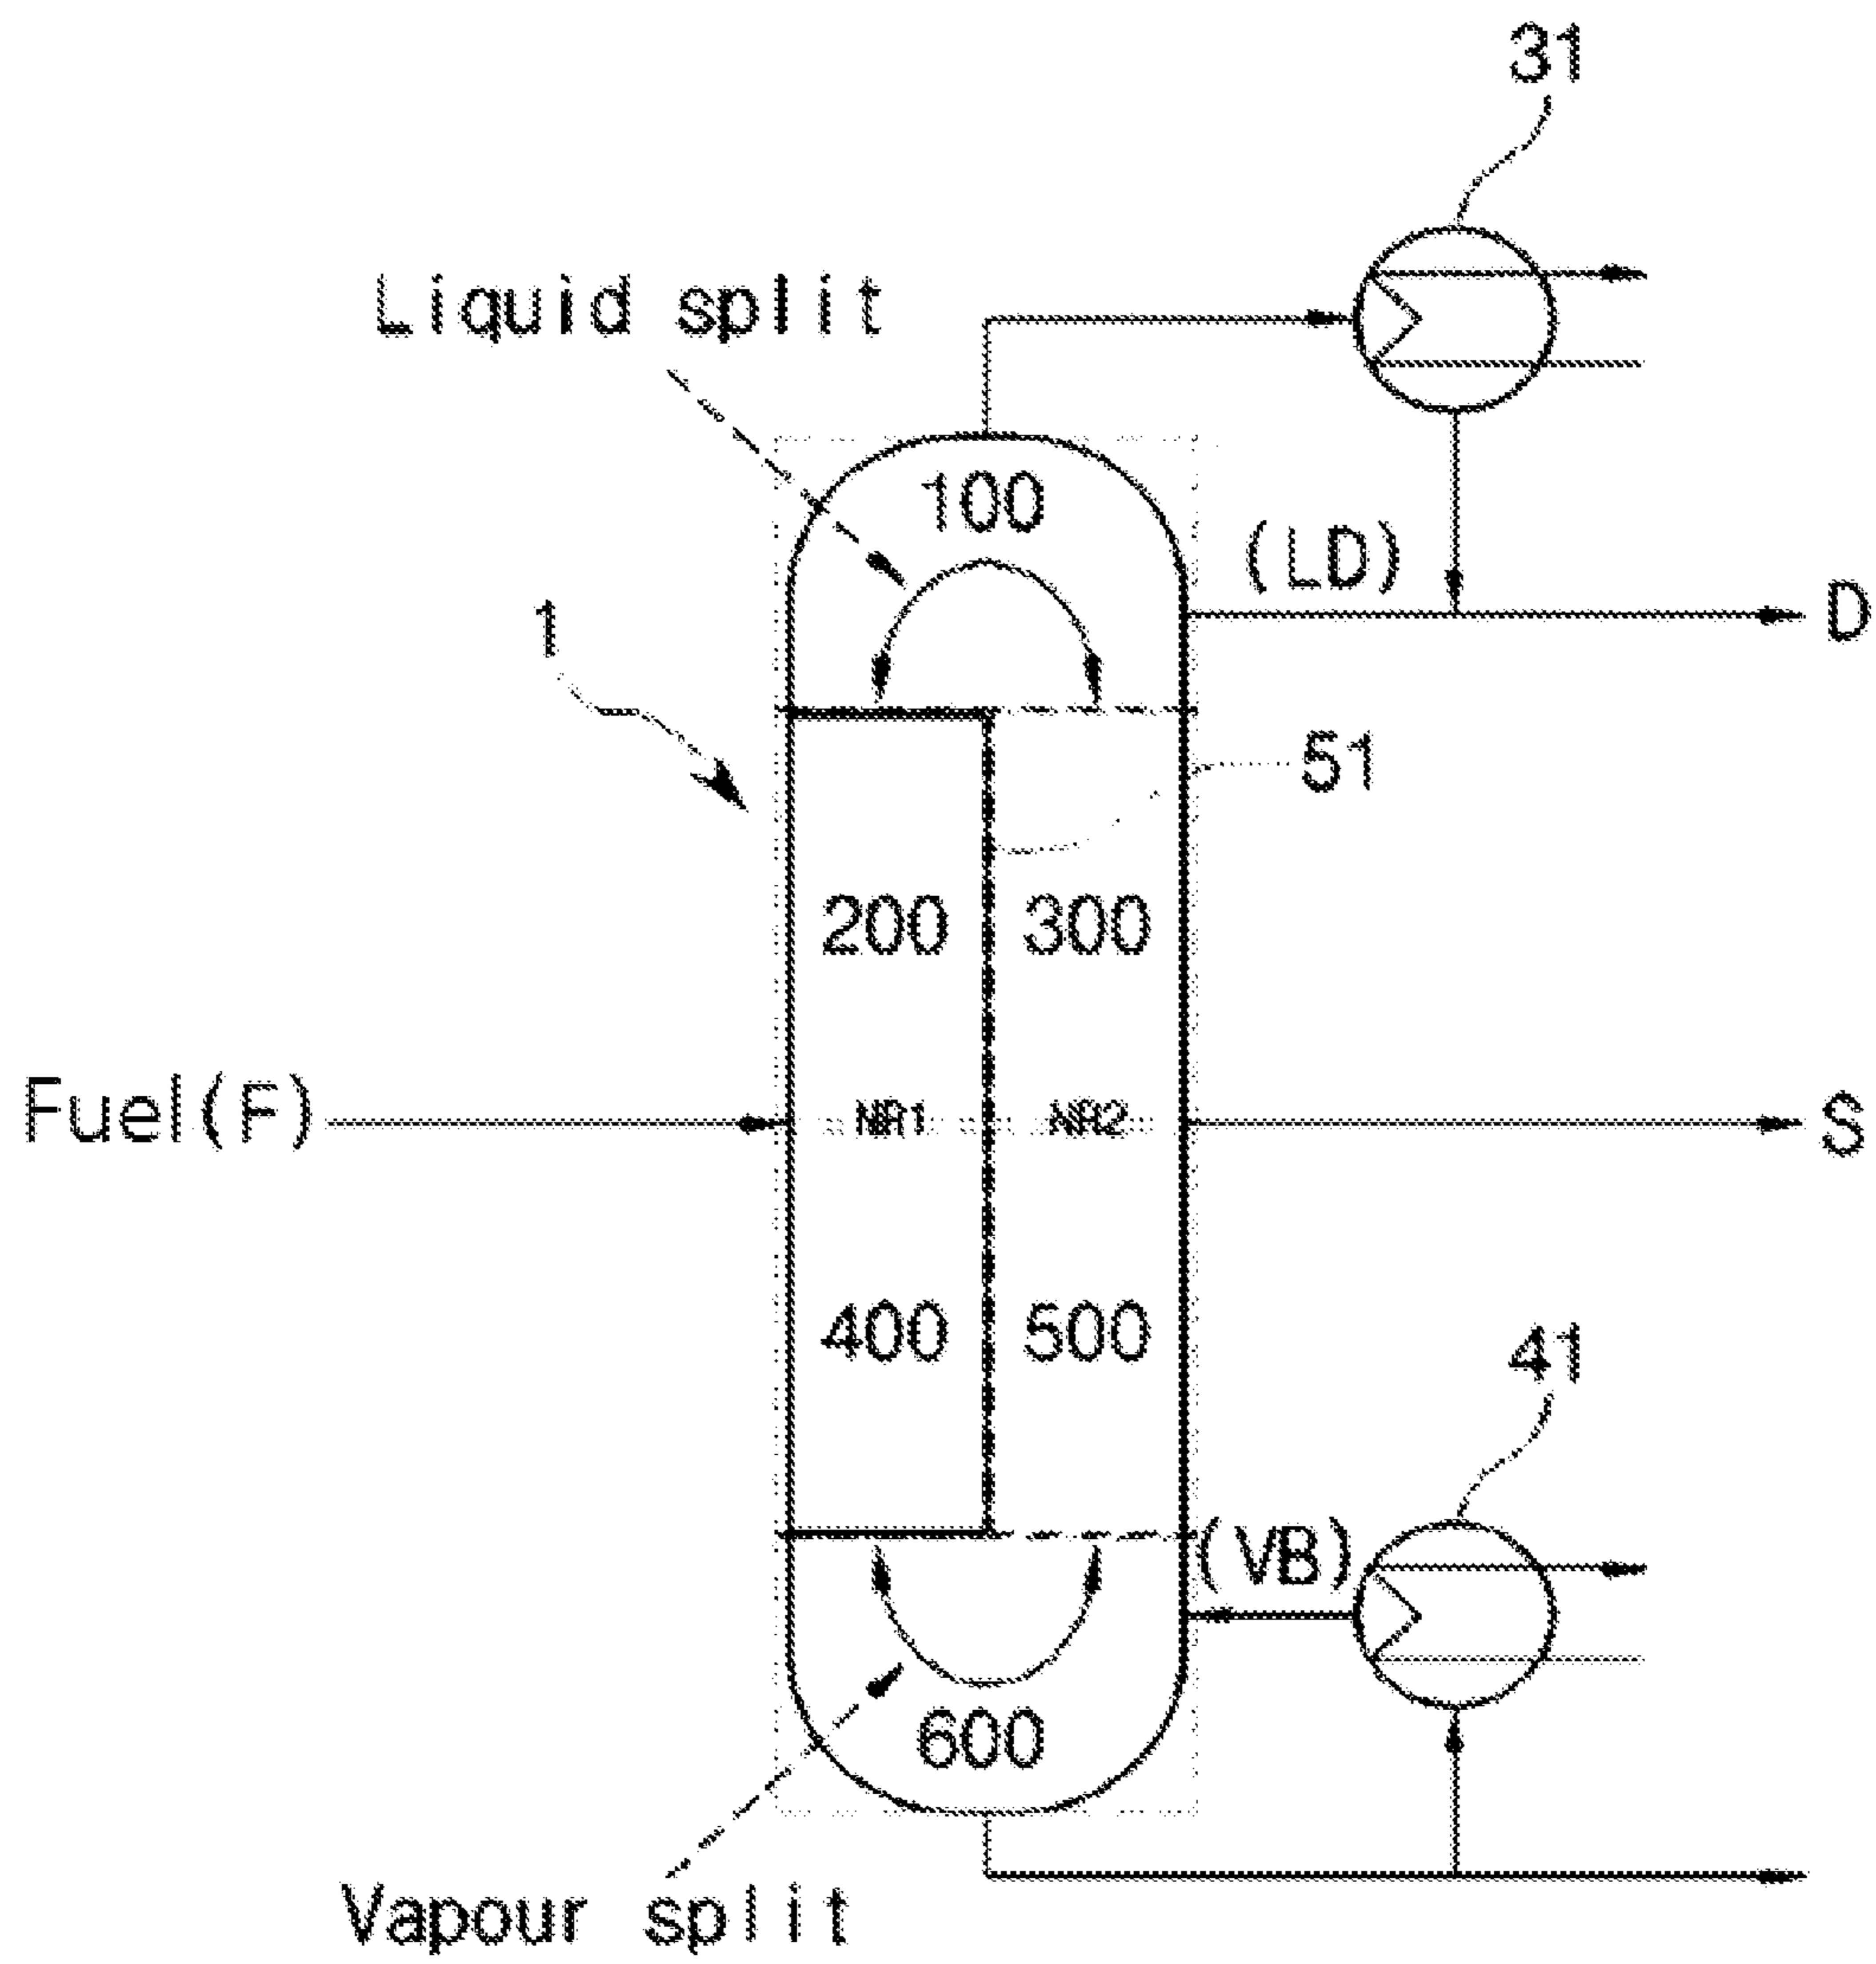 31
Liquid split
100
(LD)
D
1
51
200 300
Fuel(F) NR1 NR2 S
400 500
41
(VB)
600
Vapour split